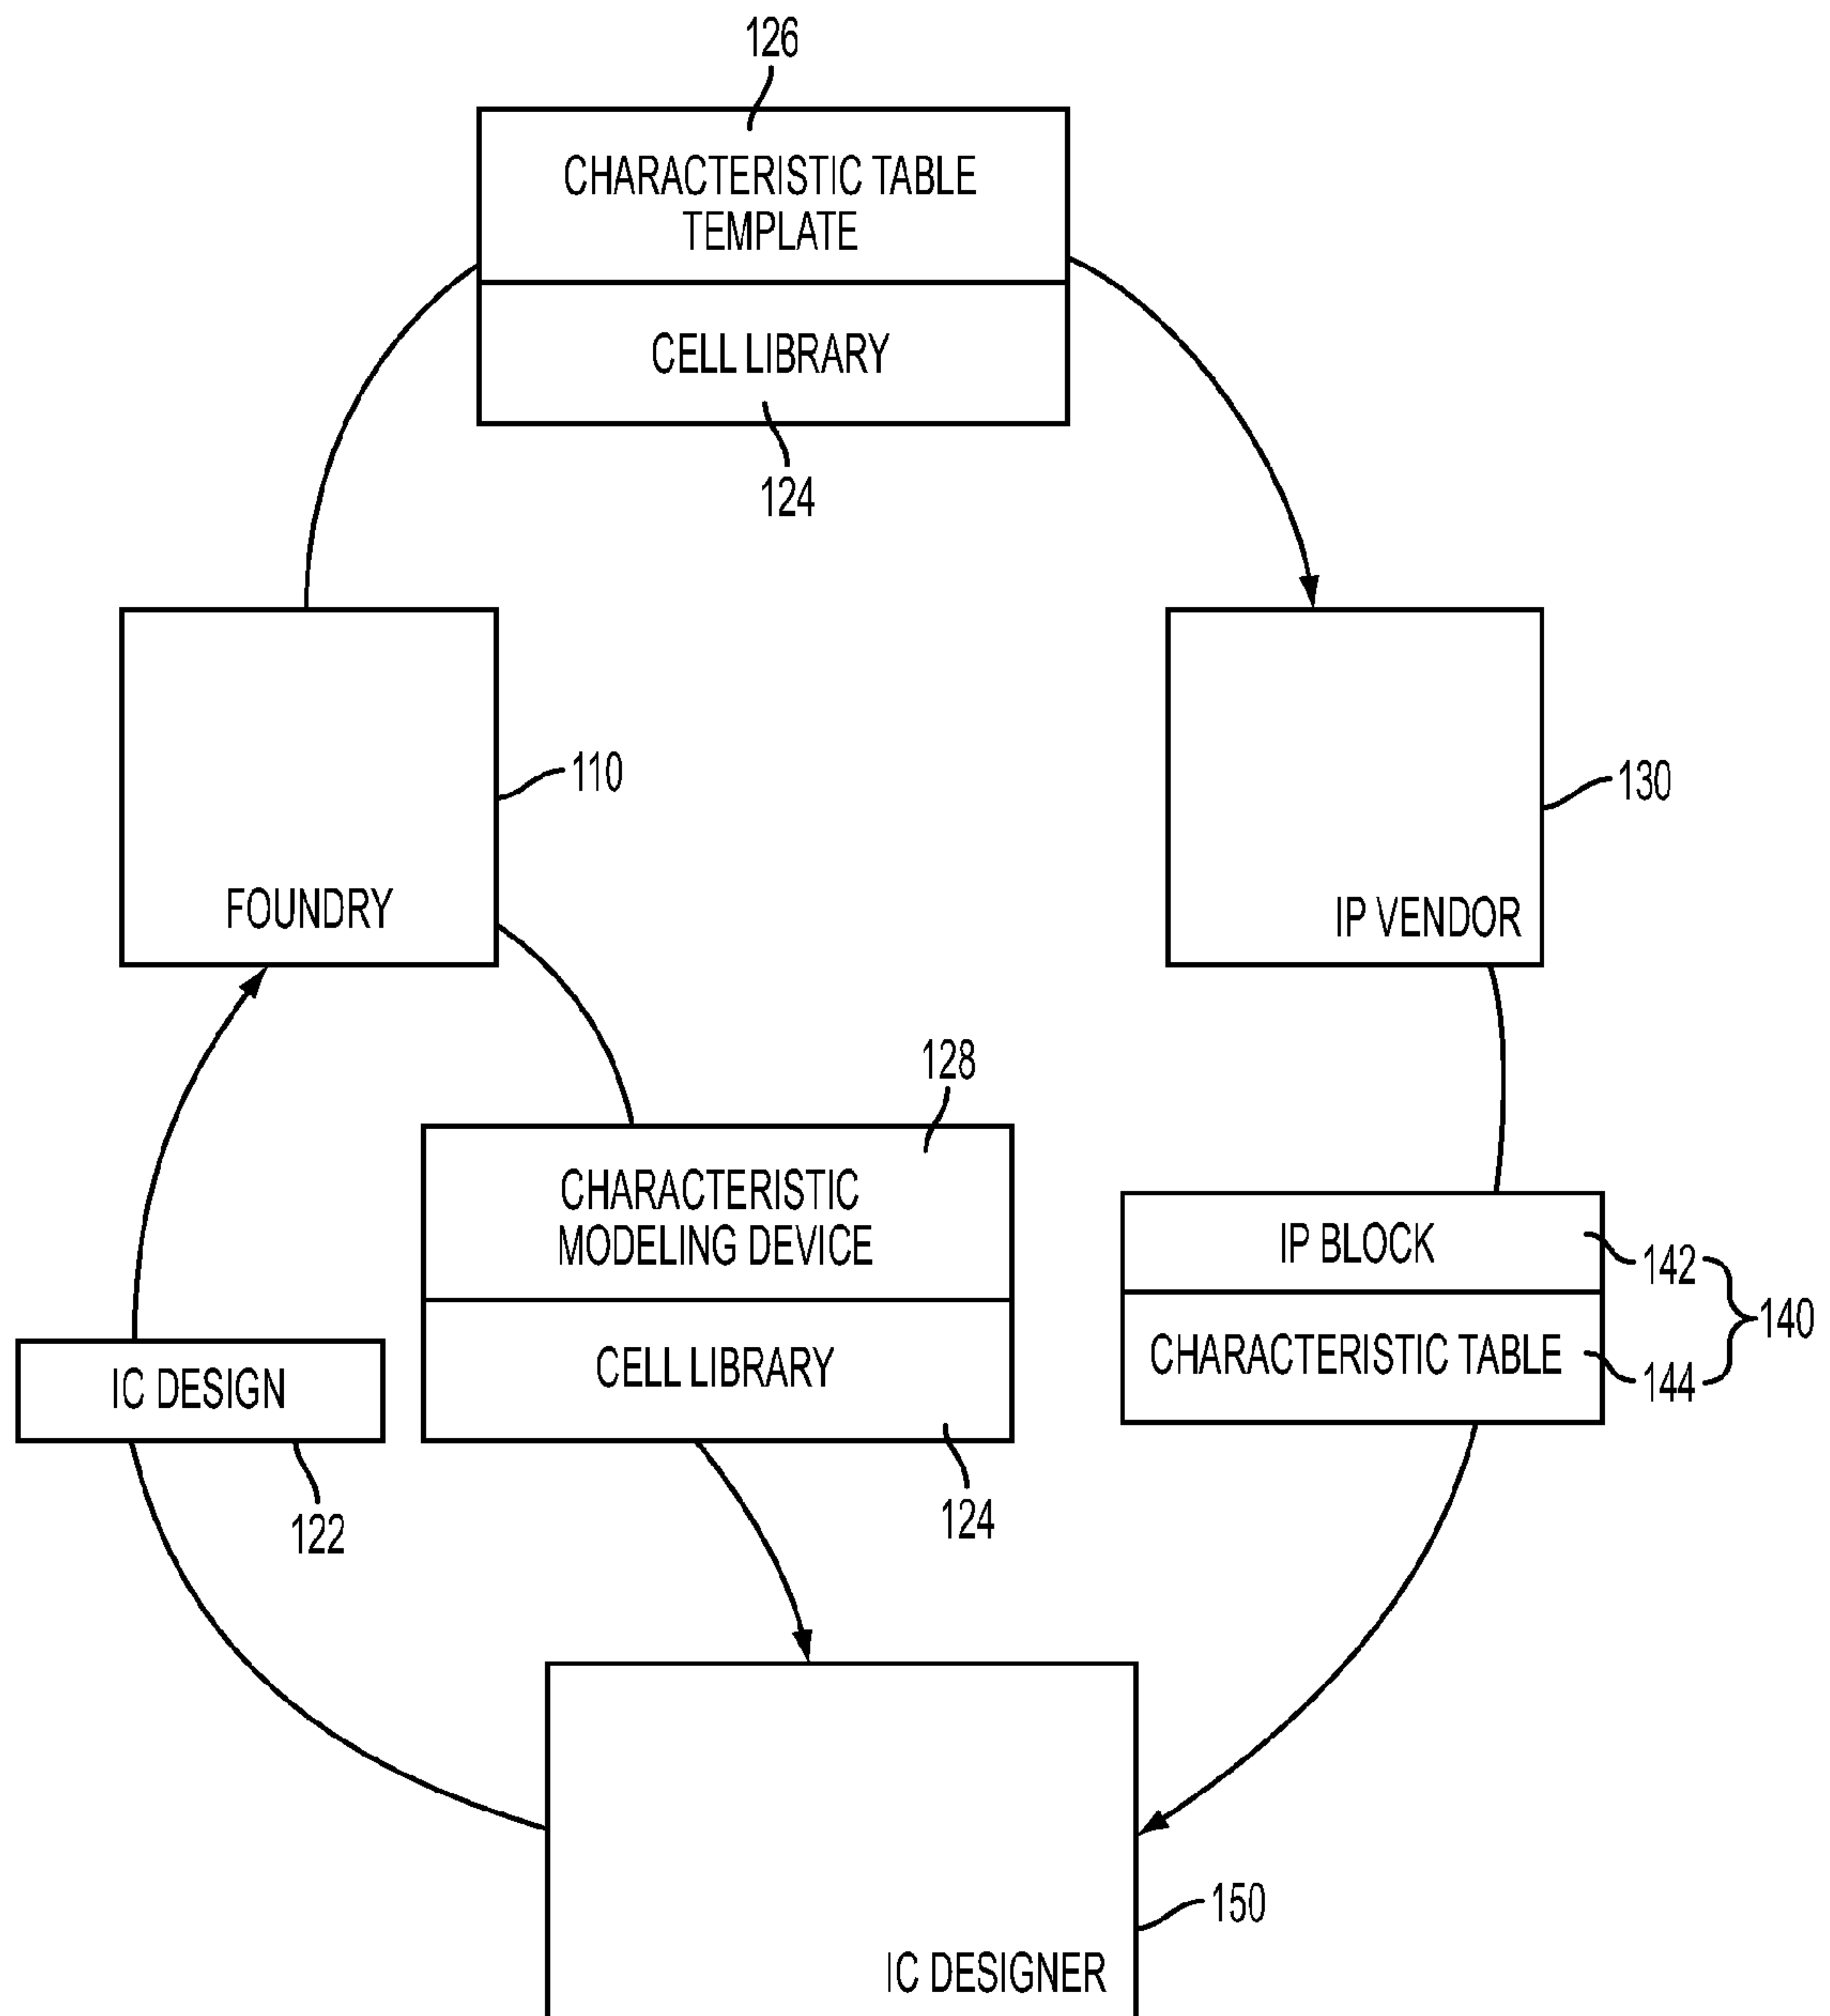 126
CHARACTERISTIC TABLE
TEMPLATE
CELL LIBRARY
124
110
FOUNDRY
130
IP VENDOR
128
CHARACTERISTIC
MODELING DEVICE
CELL LIBRARY
124
IP BLOCK
142
CHARACTERISTIC TABLE
144
140
IC DESIGN
122
150
IC DESIGNER